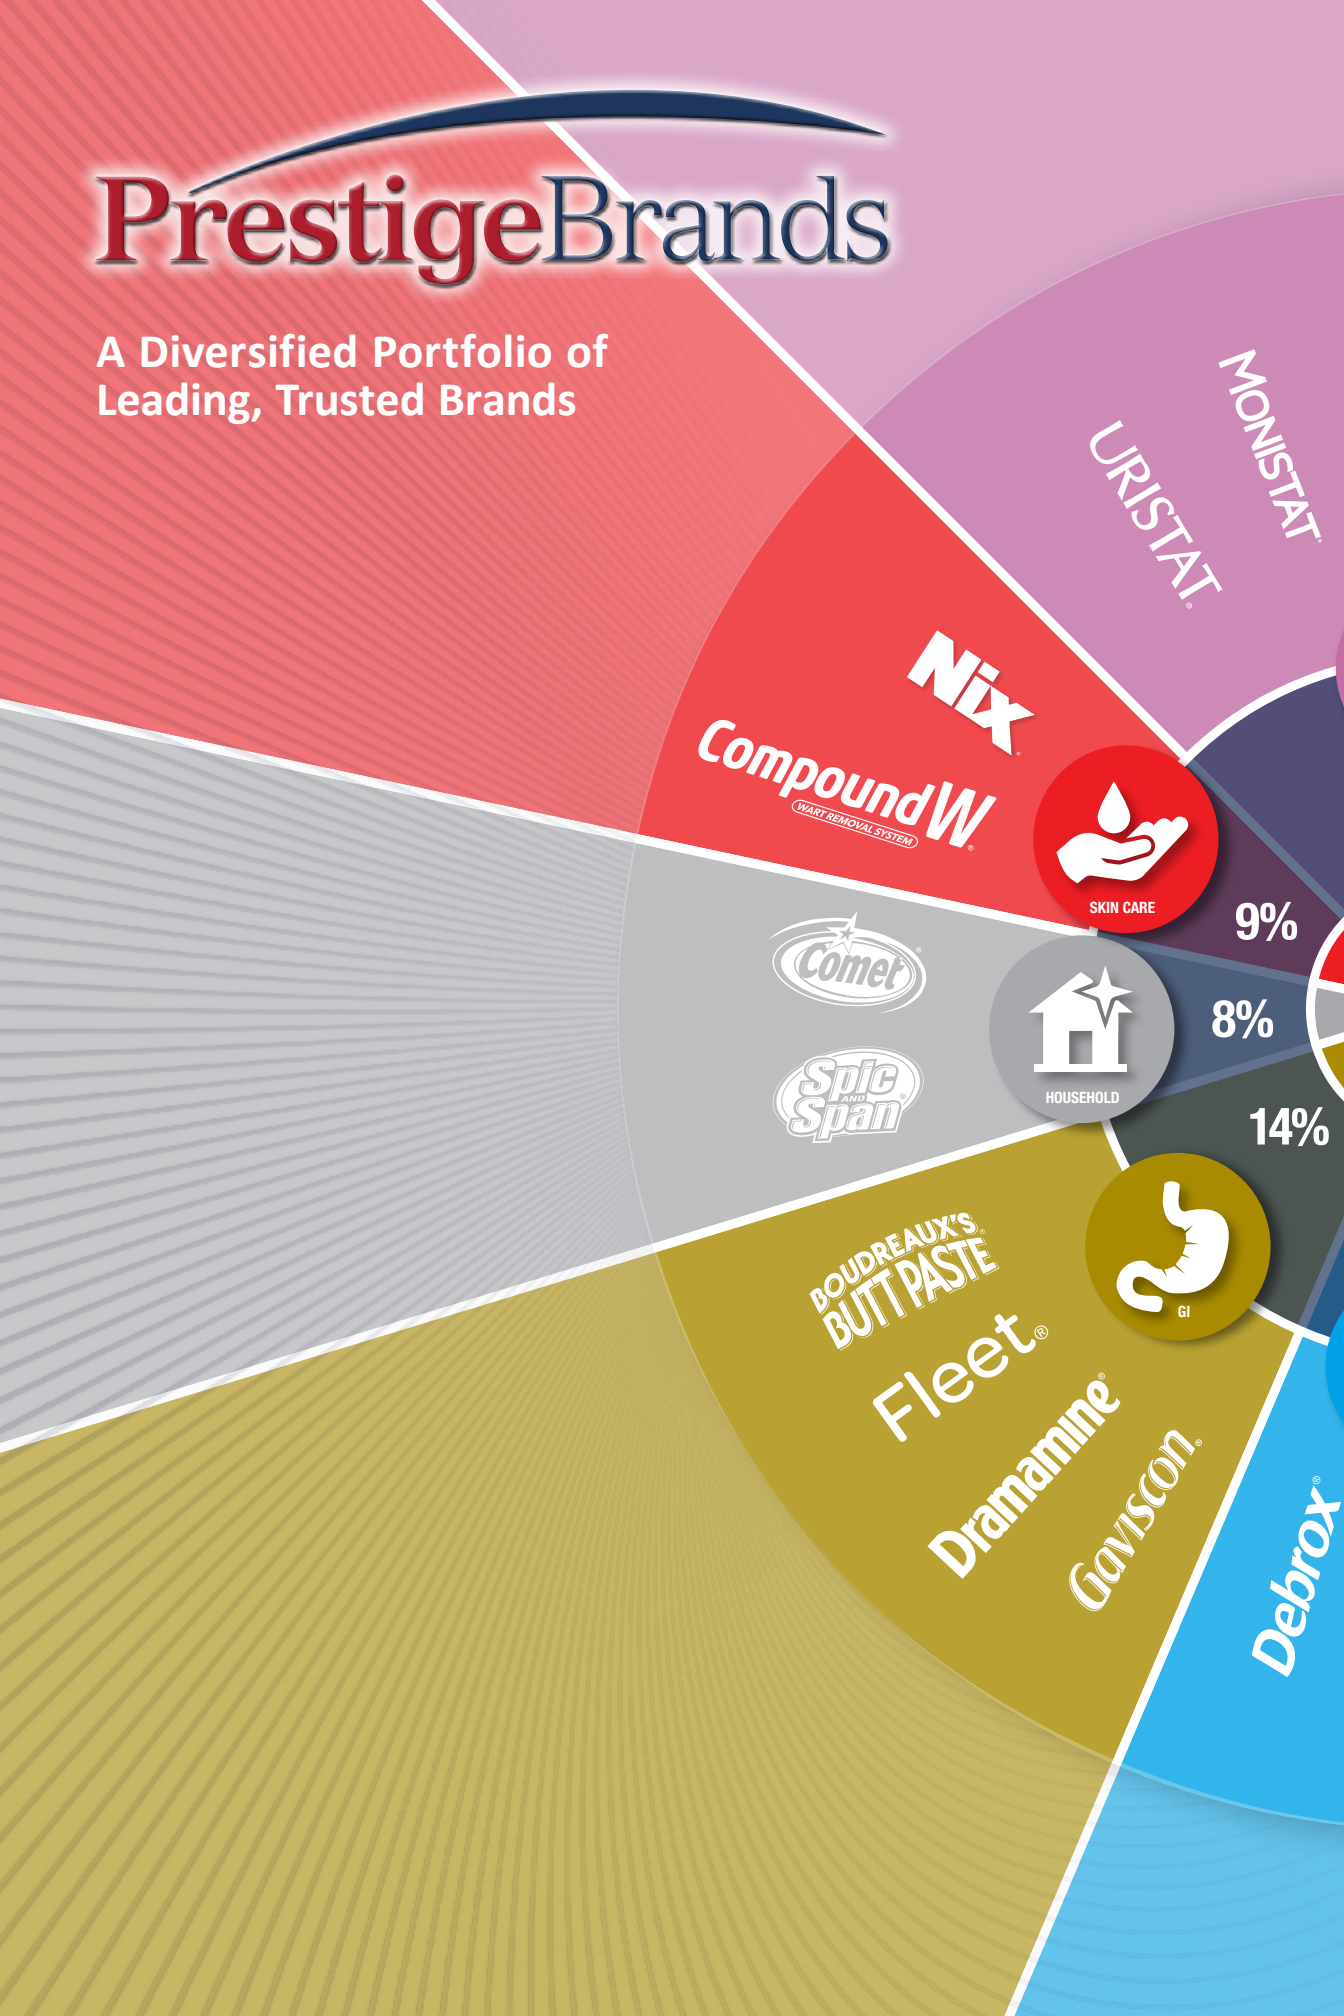 PrestigeBrands
A Diversified Portfolio of
Leading, Trusted Brands
MONISTAT®
URISTAT®
Nix®
Compound W®
WART REMOVAL SYSTEM
SKIN CARE
9%
Comet®
Spic
AND
Span®
HOUSEHOLD
8%
14%
BOUDREAUX'S
BUTT PASTE®
Fleet®
Dramamine®
Gaviscon®
GI
Debrox®